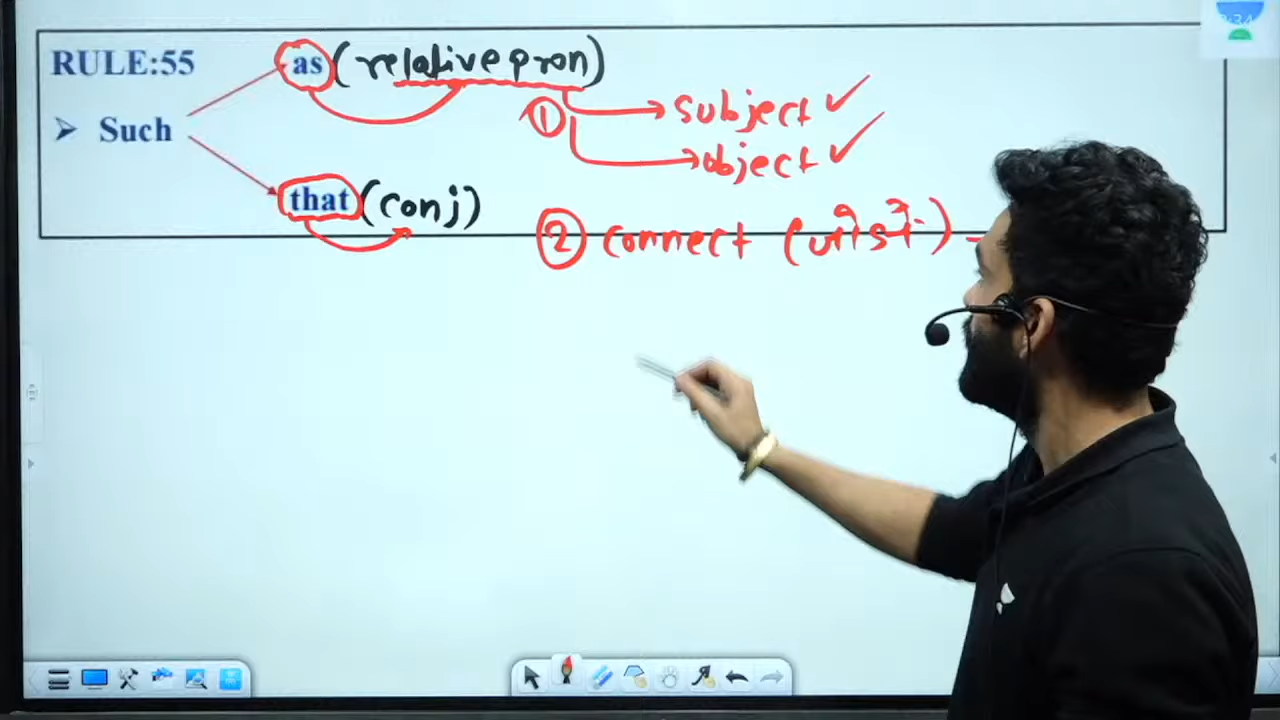 RULE:55
as (relative pron)
① → subject ✓
→ object ✓
➢ Such
that (conj)
② connect